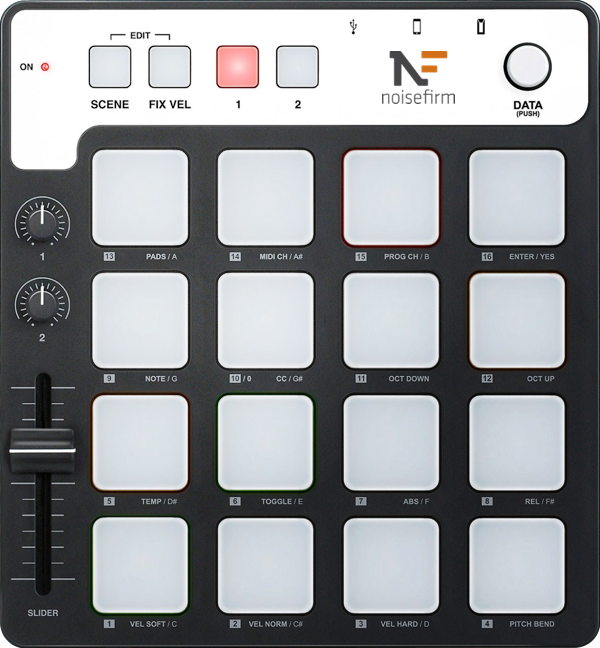 EDIT
ON
SCENE FIX VEL 1 2
NF
noisefirm
DATA
(PUSH)
13 PADS / A 14 MIDI CH / A# 15 PROG CH / B 16 ENTER / YES
1
9 NOTE / G 10 / 0 CC / G# 11 OCT DOWN 12 OCT UP
2
5 TEMP / D# 6 TOGGLE / E 7 ABS / F 8 REL / F#
SLIDER
1 VEL SOFT / C 2 VEL NORM / C# 3 VEL HARD / D 4 PITCH BEND